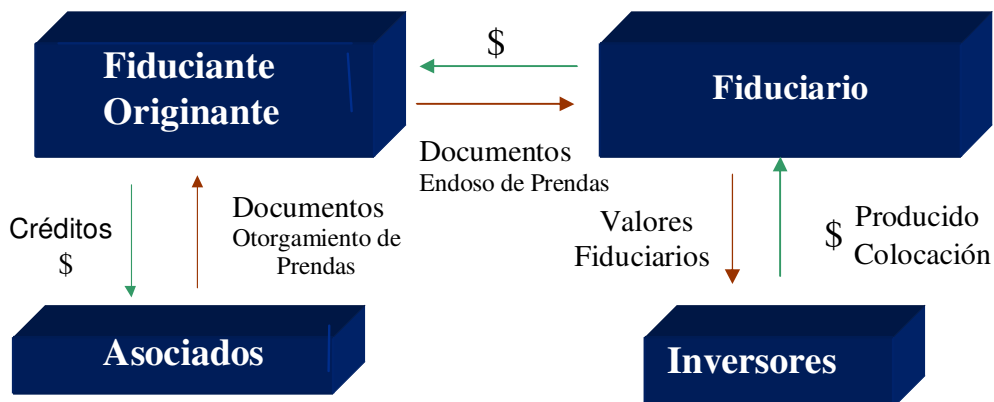 Fiduciante
Originante
$
Fiduciario
Documentos
Endoso de Prendas
Créditos
$
Documentos
Otorgamiento de
Prendas
Valores
Fiduciarios
$ Producido
Colocación
Asociados
Inversores